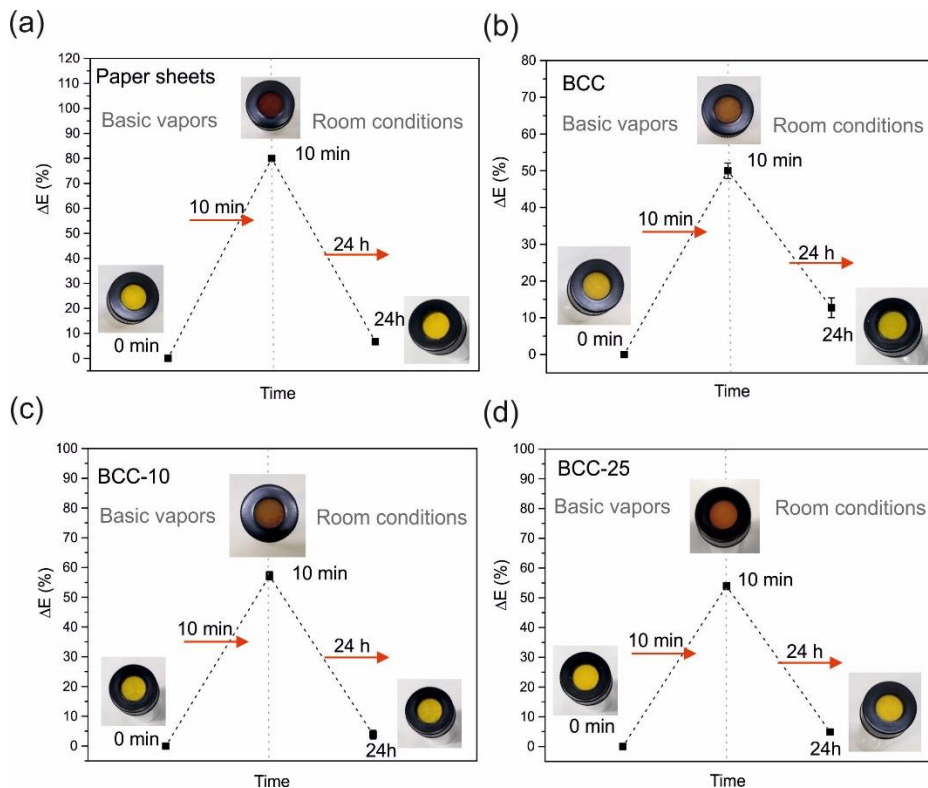 (a)
120
110
100
90
80
70
60
50
40
30
20
10
0
ΔE (%)
Paper sheets
Basic vapors
Room conditions
10 min
10 min
24 h
0 min
24h
Time
(b)
80
70
60
50
40
30
20
10
0
ΔE (%)
BCC
Basic vapors
Room conditions
10 min
10 min
24 h
0 min
24h
Time
(c)
100
90
80
70
60
50
40
30
20
10
0
ΔE (%)
BCC-10
Basic vapors
Room conditions
10 min
10 min
24 h
0 min
24h
Time
(d)
100
90
80
70
60
50
40
30
20
10
0
ΔE (%)
BCC-25
Basic vapors
Room conditions
10 min
10 min
24 h
0 min
24h
Time